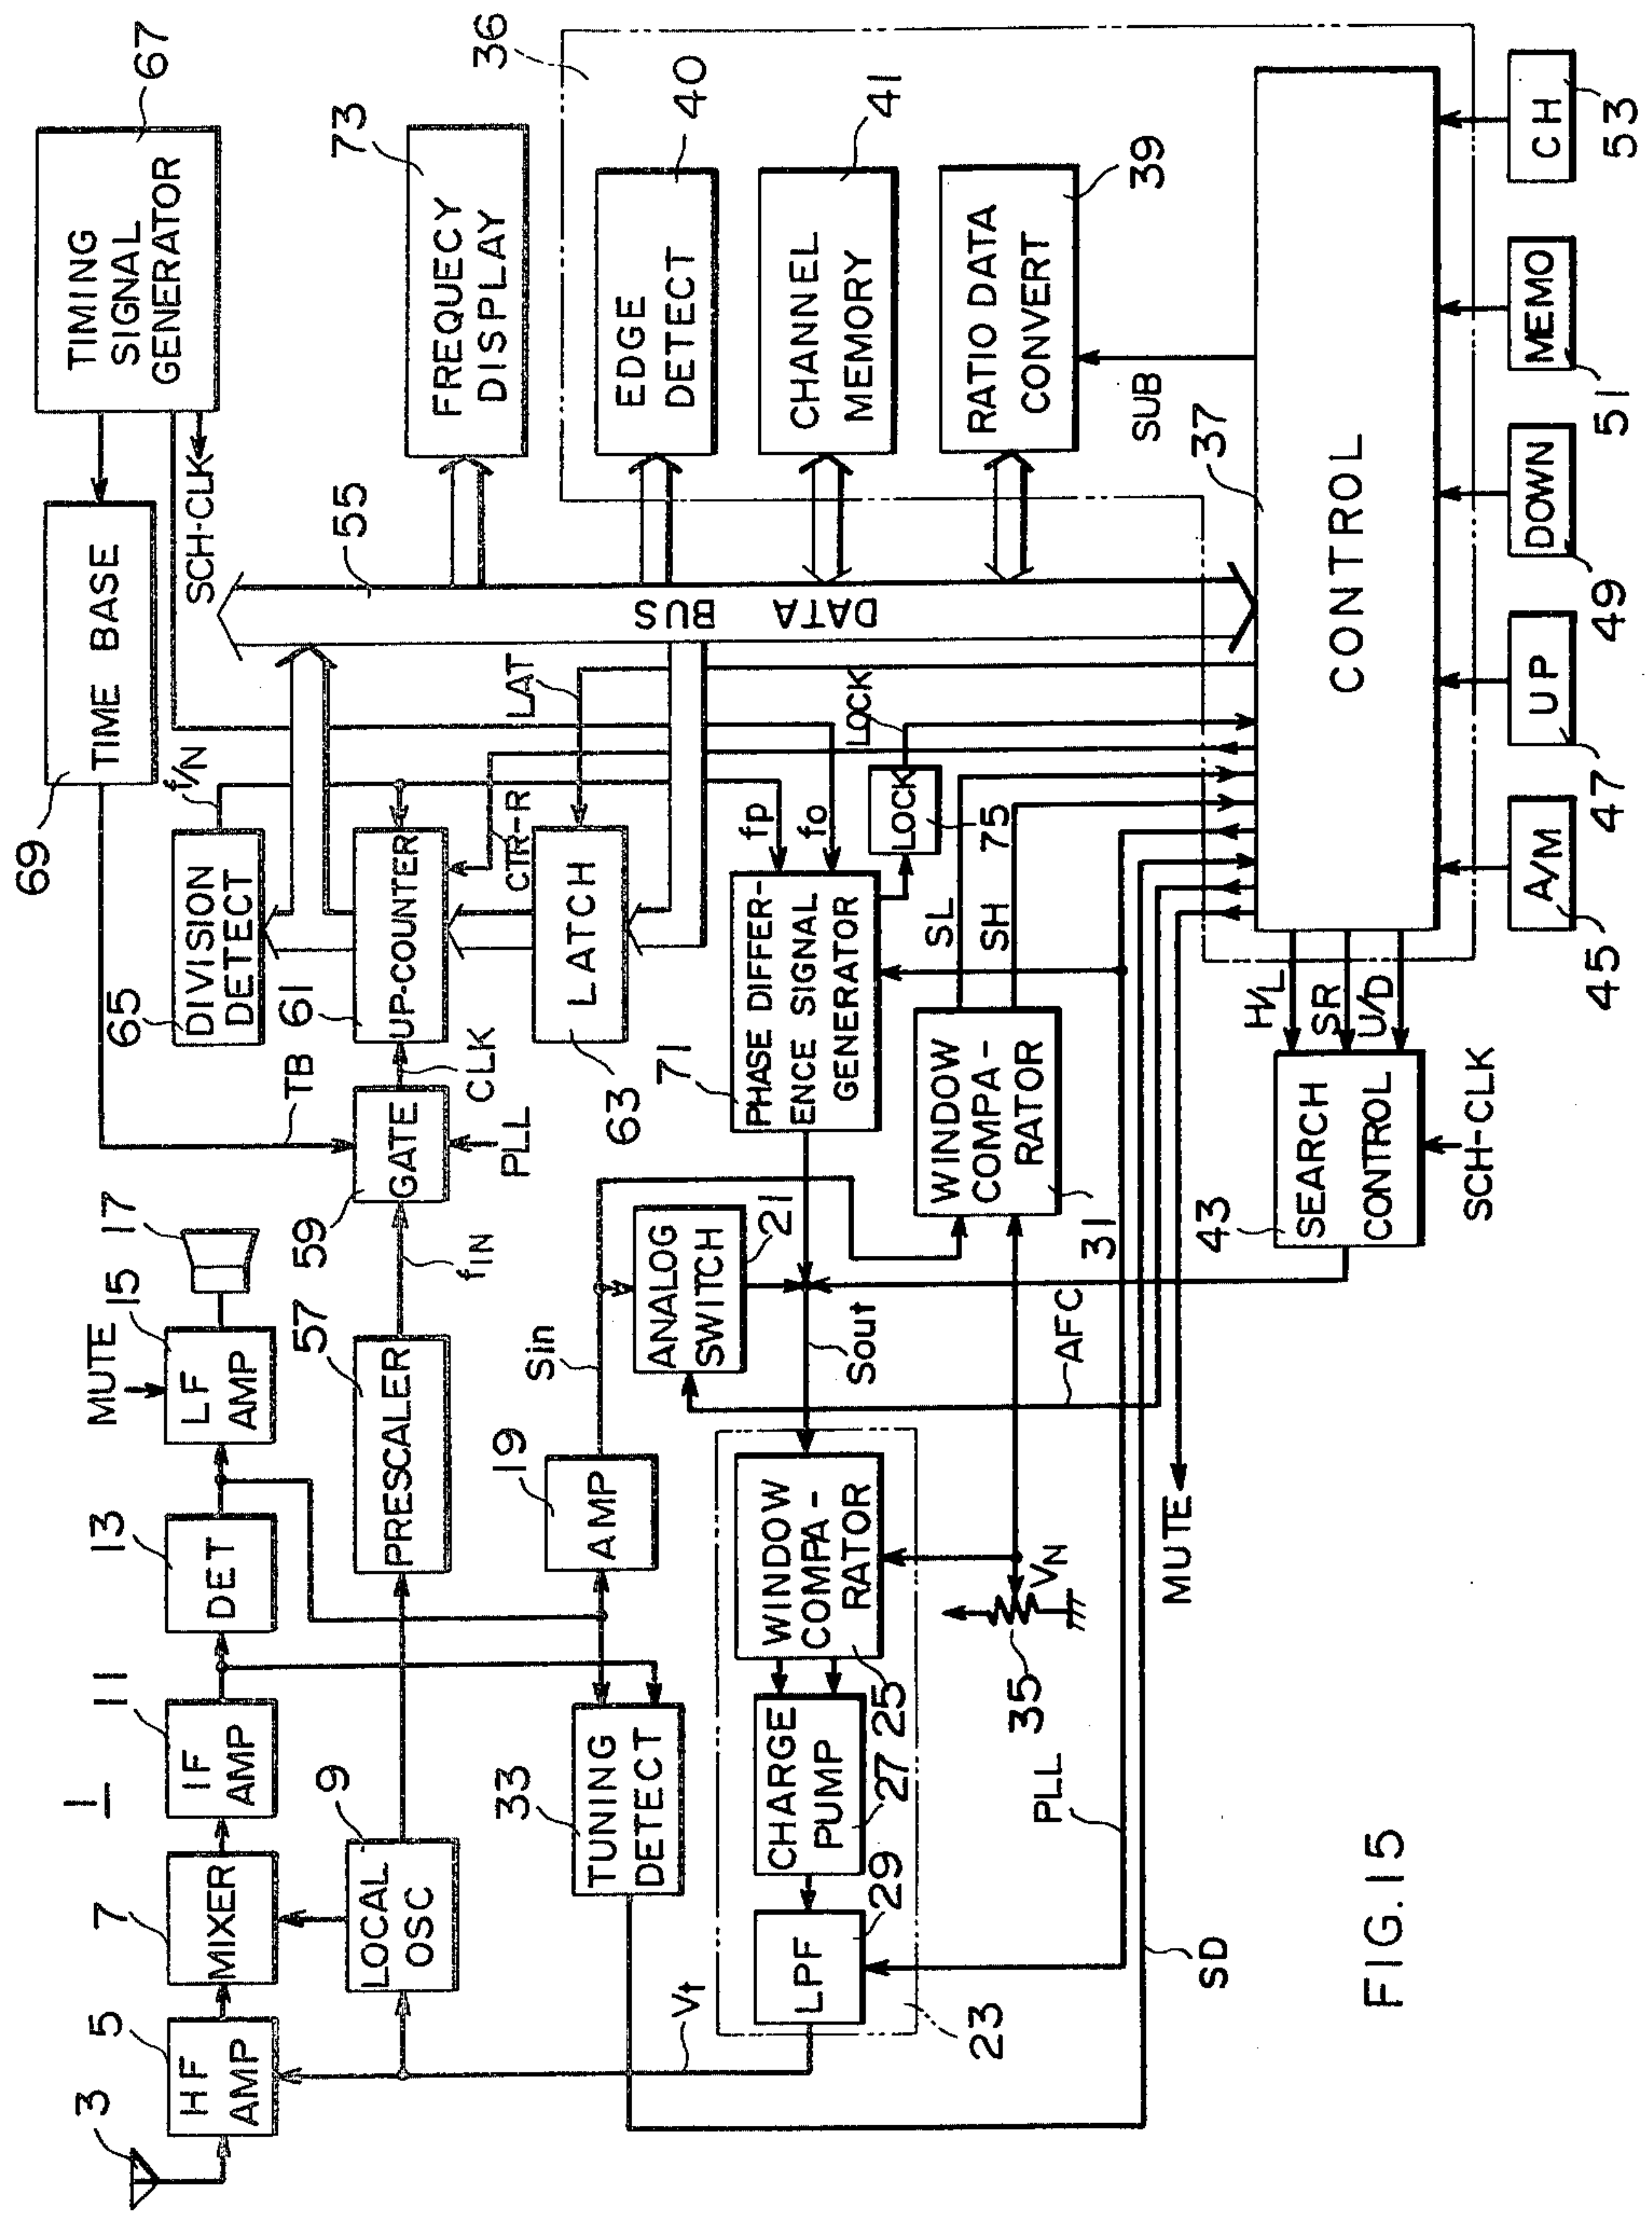 1
3
HF
AMP
5
MIXER
7
IF
AMP
11
DET
13
LF
AMP
15
MUTE
17
LOCAL
OSC
9
PRESCALER
57
fIN
GATE
59
TB
PLL
CLK
UP-COUNTER
61
DIVISION
DETECT
65
f/N
TIME BASE
69
TIMING
SIGNAL
GENERATOR
67
SCH-CLK
CTR-R
LATCH
63
LAT
TUNING
DETECT
33
AMP
19
Sin
ANALOG
SWITCH
21
PHASE DIFFER-
ENCE SIGNAL
GENERATOR
71
fp
fo
LOCK
75
LOCK
DATA BUS
55
FREQUECY
DISPLAY
73
36
EDGE
DETECT
40
CHANNEL
MEMORY
41
RATIO DATA
CONVERT
39
SUB
37
CONTROL
LPF
29
CHARGE
PUMP
27
WINDOW
COMPA-
RATOR
25
23
Vt
Sout
WINDOW
COMPA-
RATOR
31
SL
SH
35
VN
PLL
AFC
SD
MUTE
H/L
SR
U/D
SEARCH
CONTROL
43
SCH-CLK
A/M
45
UP
47
DOWN
49
MEMO
51
CH
53
FIG.15